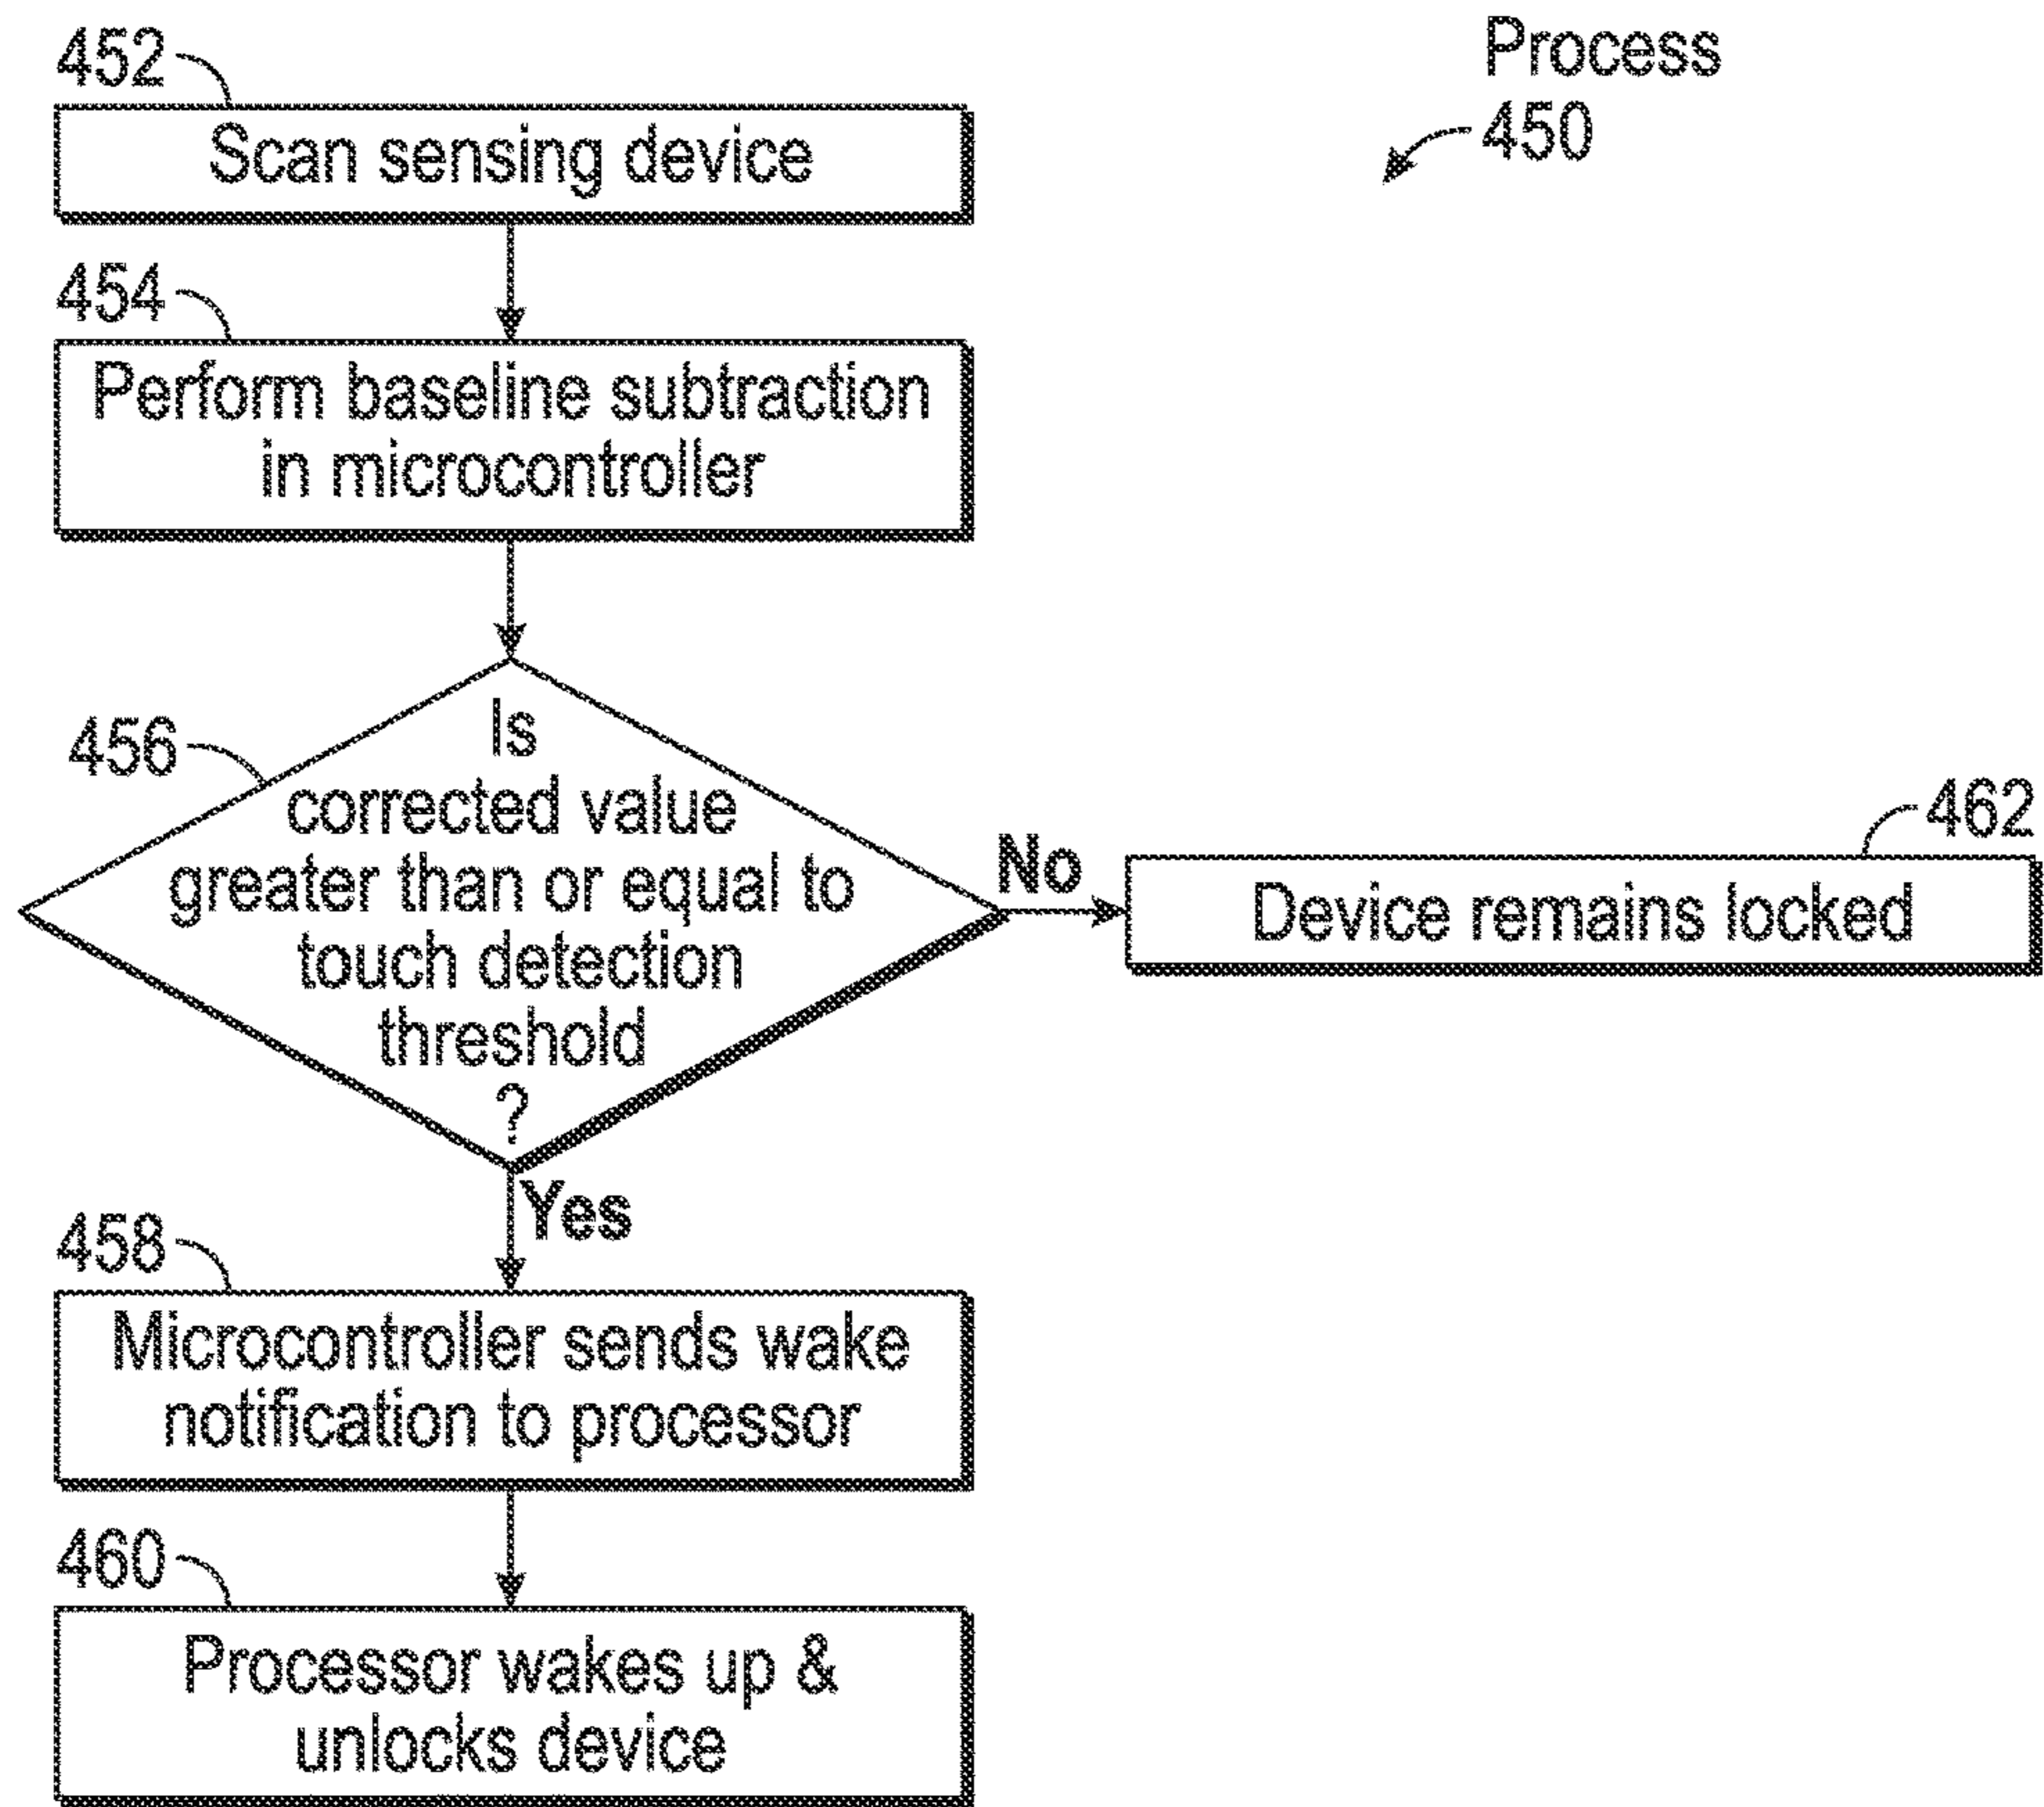 Process
450
452
Scan sensing device
454
Perform baseline subtraction
in microcontroller
456
Is
corrected value
greater than or equal to
touch detection
threshold
?
No
462
Device remains locked
Yes
458
Microcontroller sends wake
notification to processor
460
Processor wakes up &
unlocks device